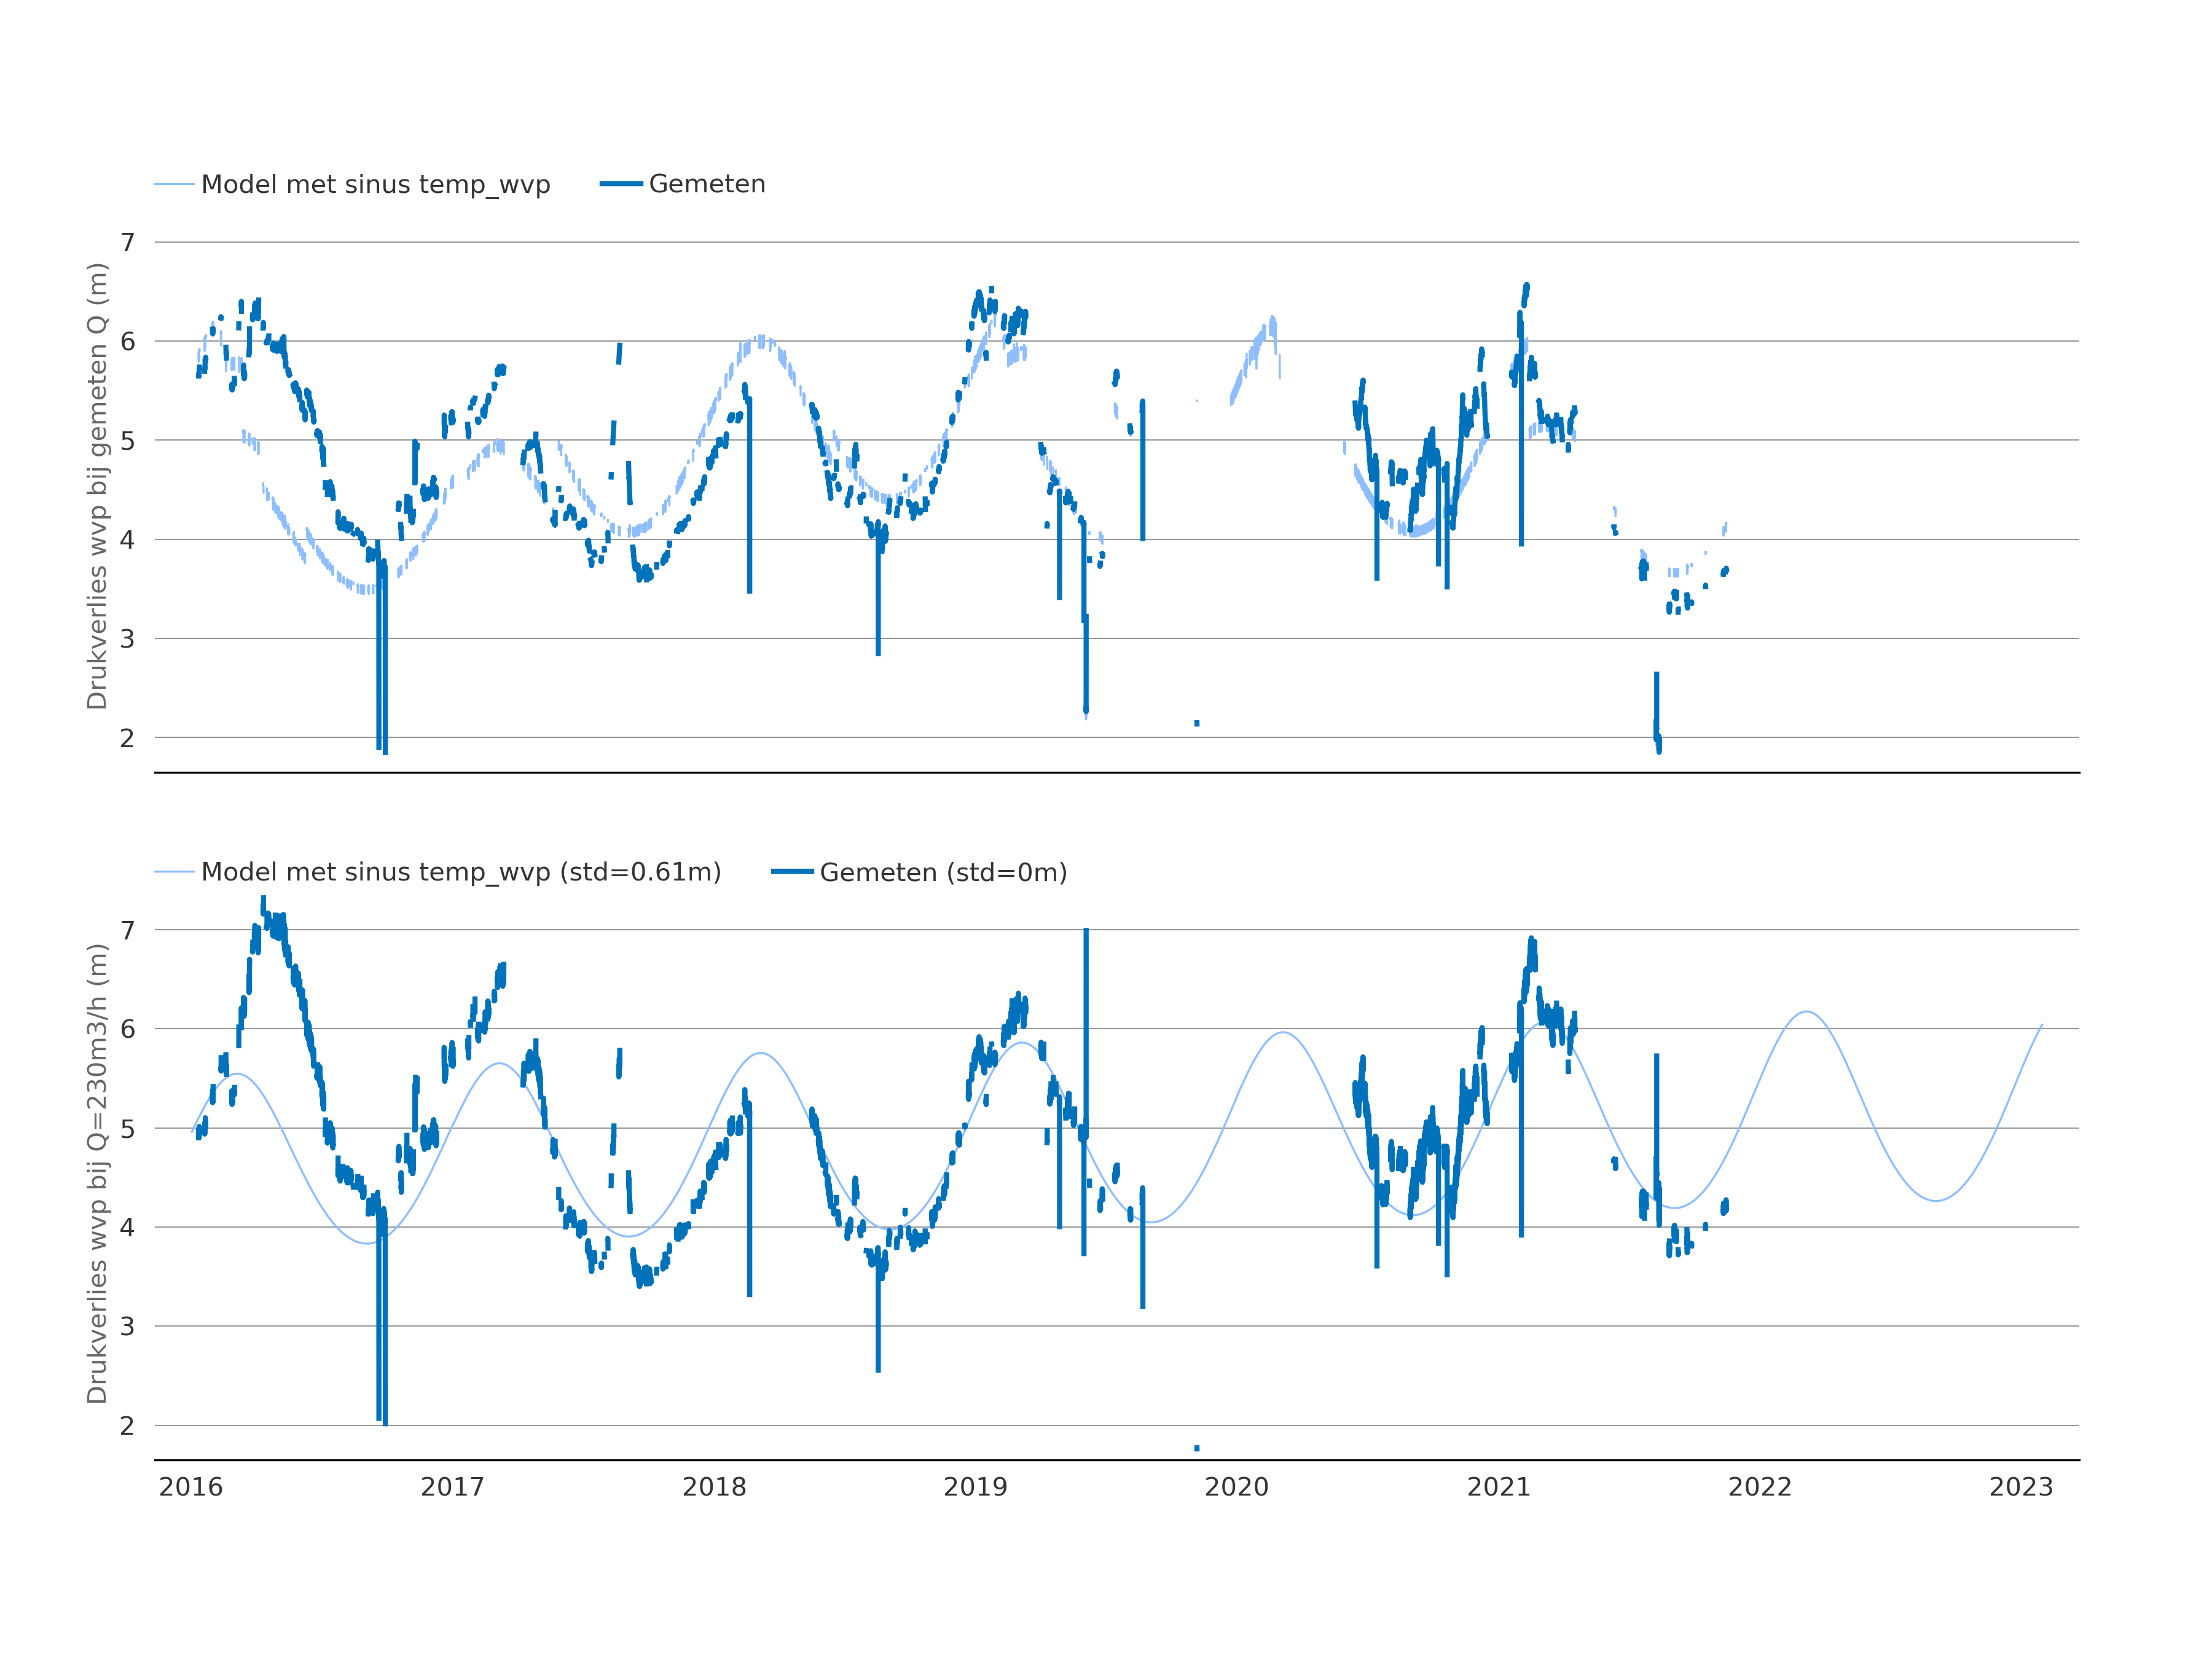 Model met sinus temp_wvp
Gemeten
Drukverlies wvp bij gemeten Q (m)
7
6
5
4
3
2
Model met sinus temp_wvp (std=0.61m)
Gemeten (std=0m)
Drukverlies wvp bij Q=230m3/h (m)
7
6
5
4
3
2
2016 2017 2018 2019 2020 2021 2022 2023